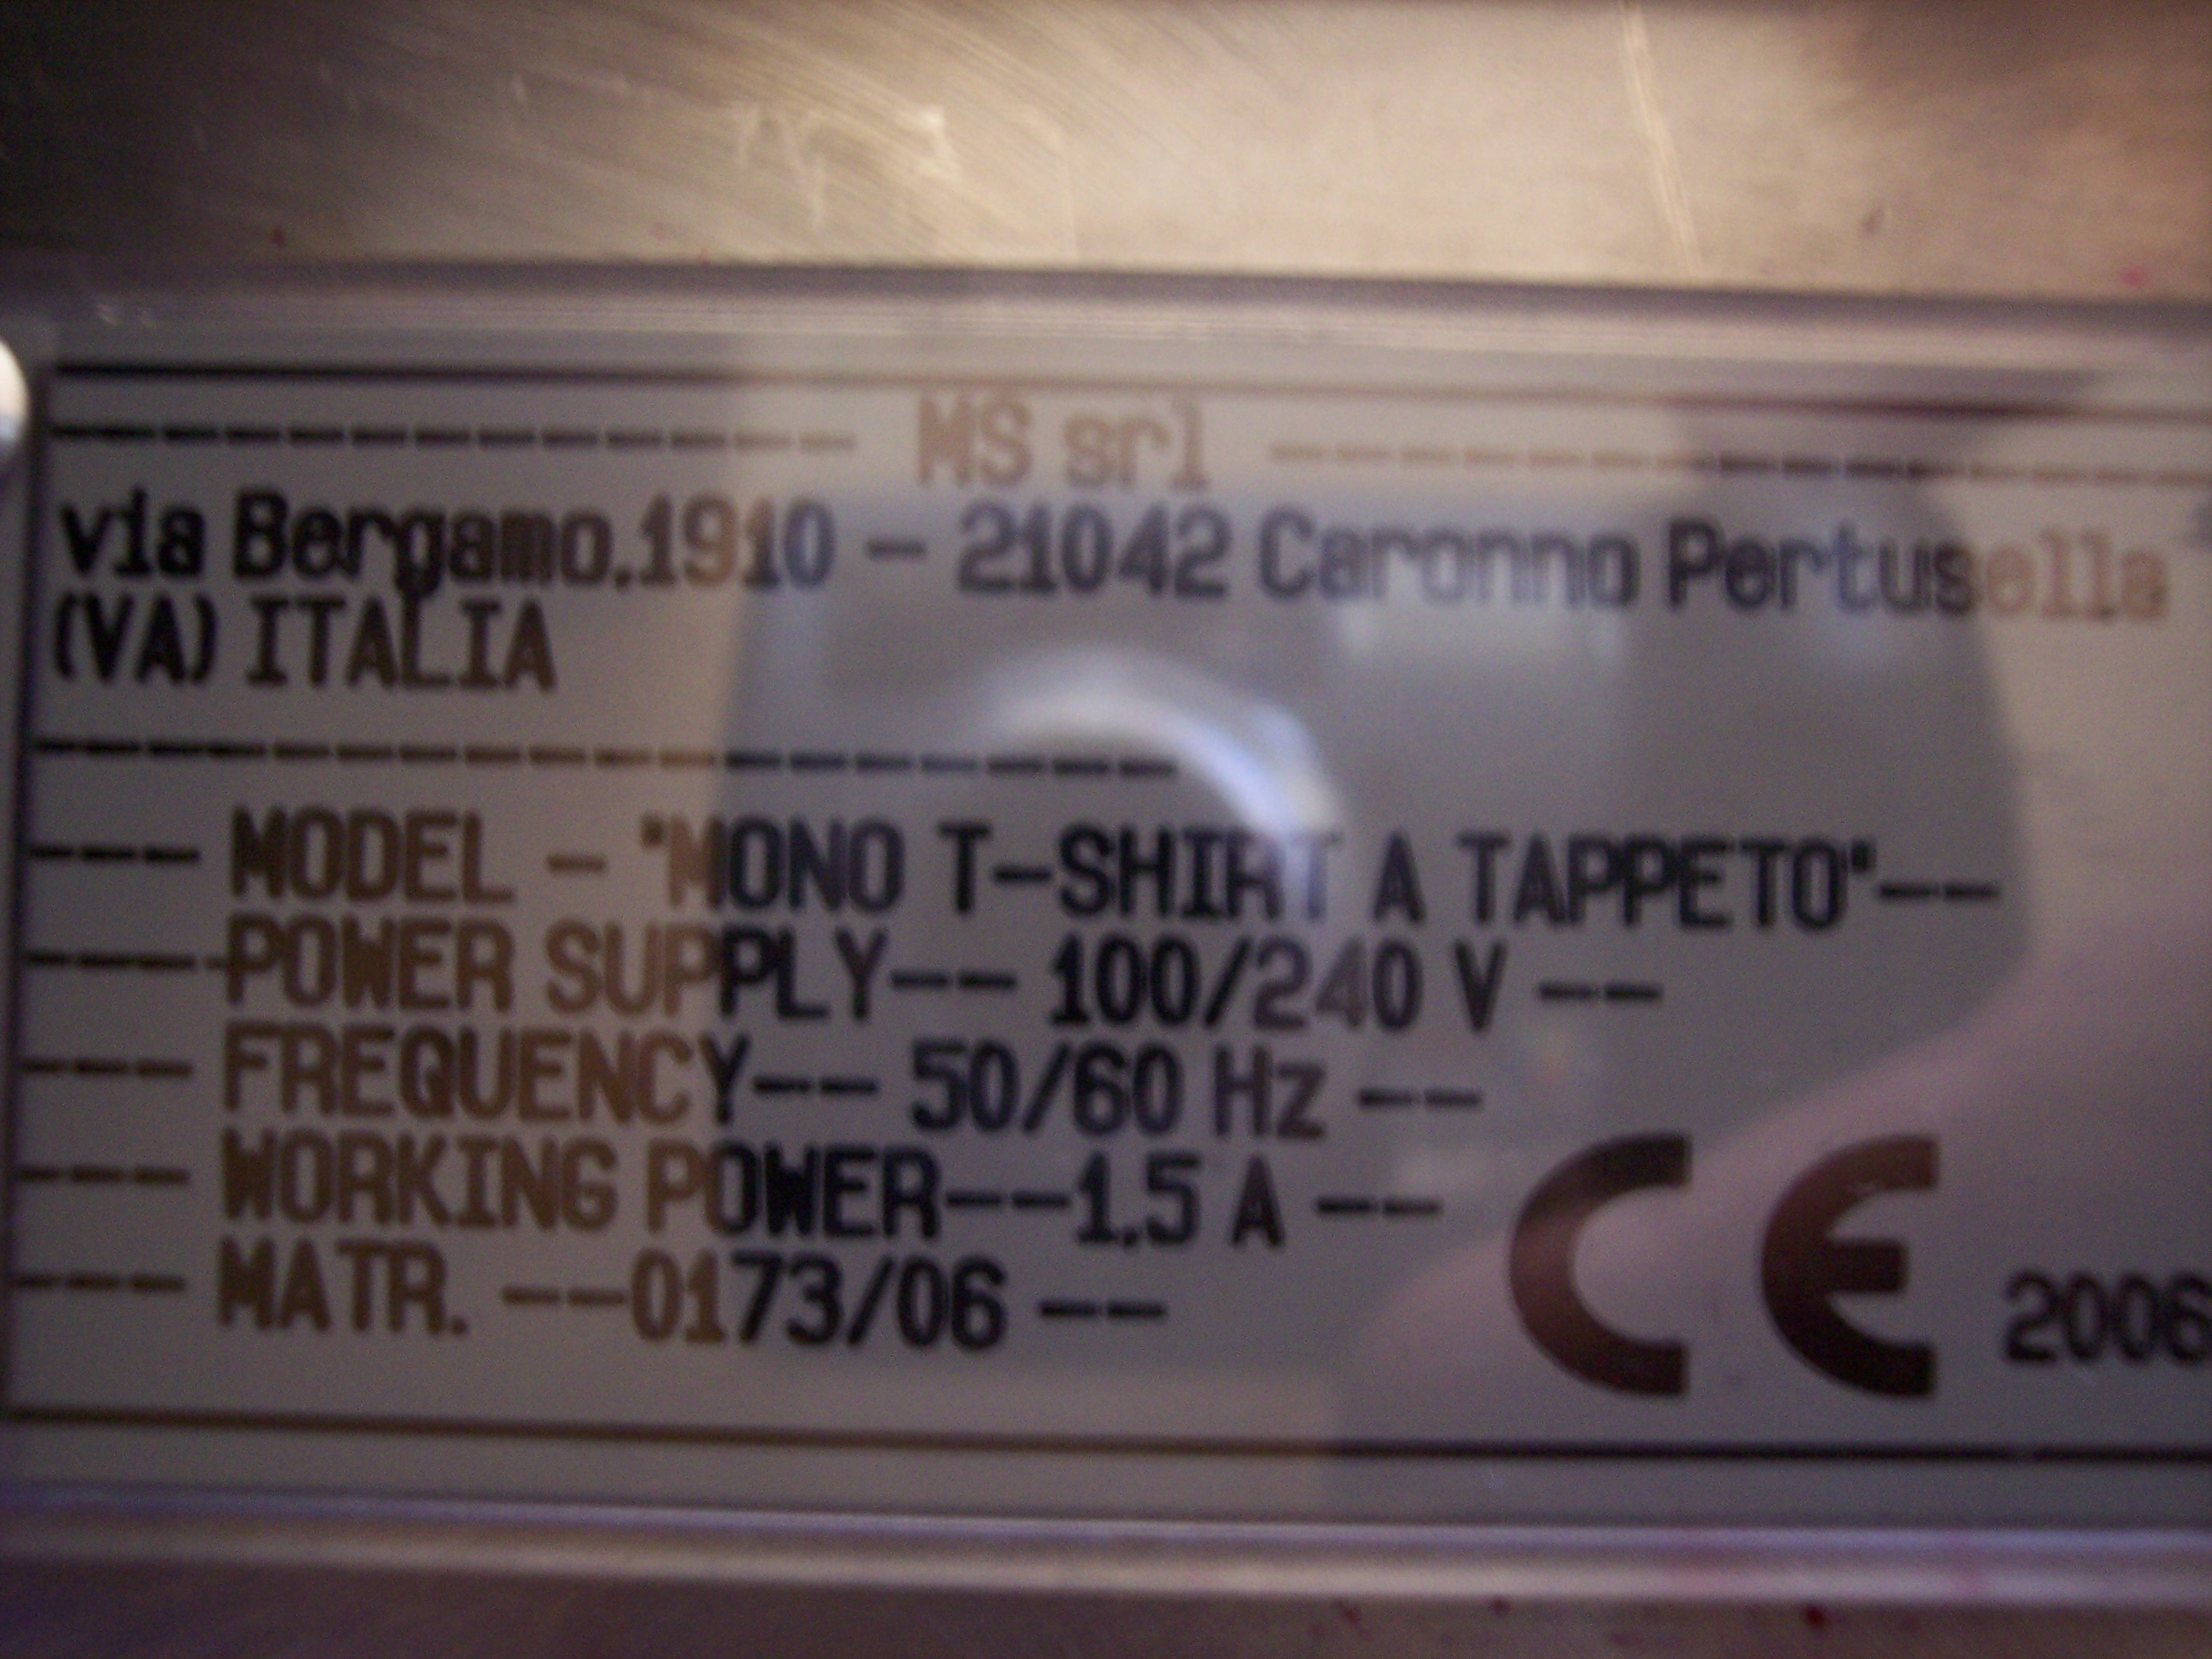 ------------- MS srl ---------------
via Bergamo,1910 - 21042 Caronno Pertusella
(VA) ITALIA
------------------
--- MODEL - "MONO T-SHIRT A TAPPETO"--
---POWER SUPPLY-- 100/240 V --
--- FREQUENCY-- 50/60 Hz --
--- WORKING POWER--1,5 A --
--- MATR. --0173/06 --
CE 2006